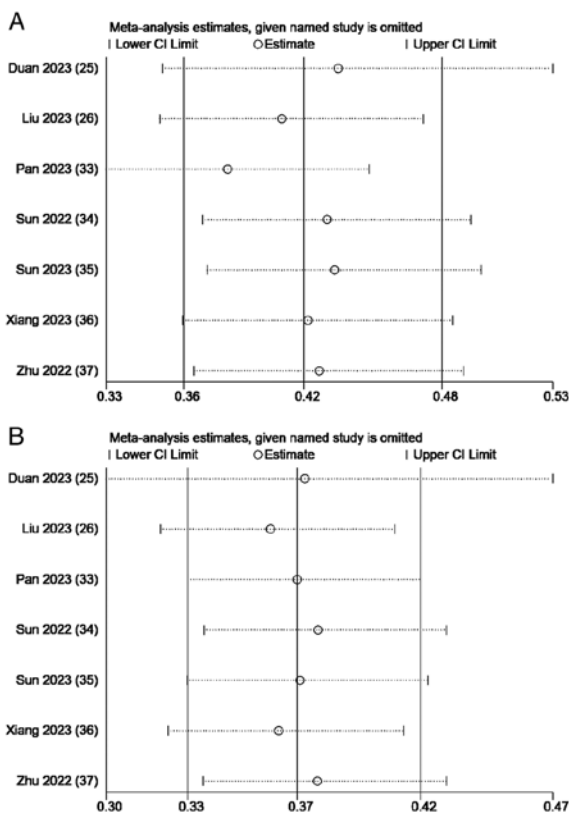 A
Meta-analysis estimates, given named study is omitted
| Lower CI Limit ○ Estimate | Upper CI Limit
Duan 2023 (25)
Liu 2023 (26)
Pan 2023 (33)
Sun 2022 (34)
Sun 2023 (35)
Xiang 2023 (36)
Zhu 2022 (37)
0.33 0.36 0.42 0.48 0.53
B
Meta-analysis estimates, given named study is omitted
| Lower CI Limit ○ Estimate | Upper CI Limit
Duan 2023 (25)
Liu 2023 (26)
Pan 2023 (33)
Sun 2022 (34)
Sun 2023 (35)
Xiang 2023 (36)
Zhu 2022 (37)
0.30 0.33 0.37 0.42 0.47